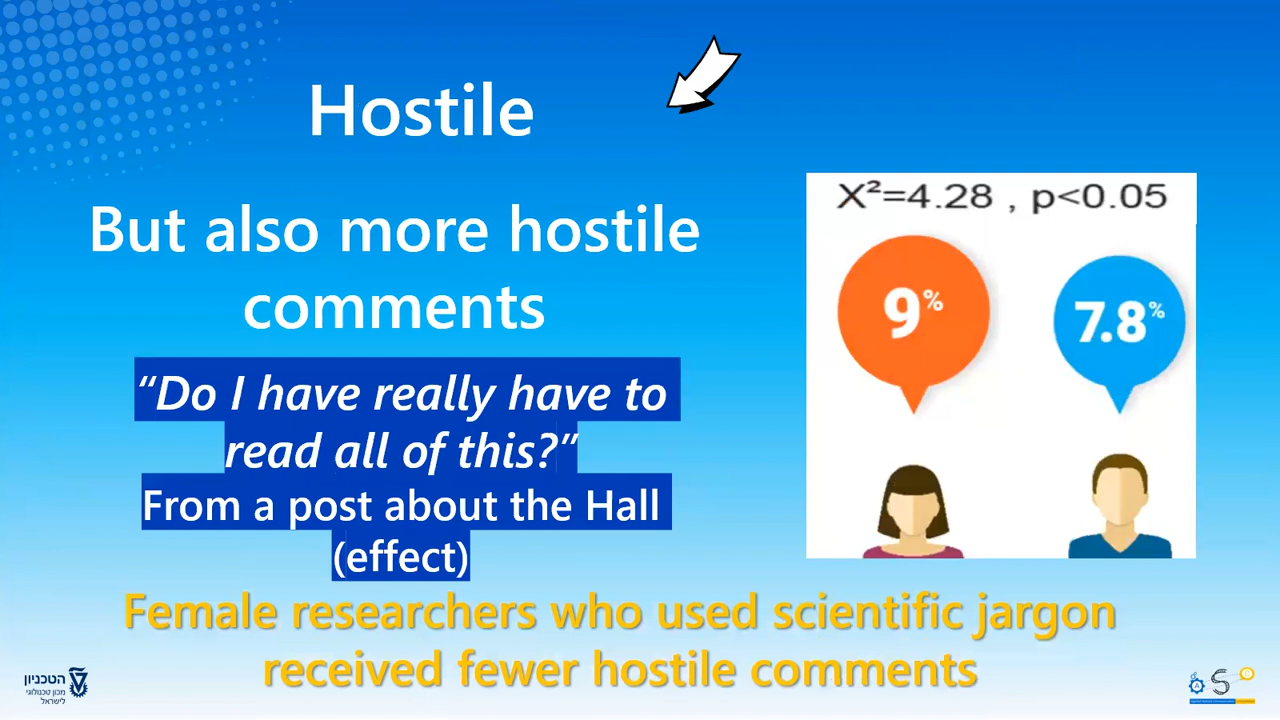 Hostile
But also more hostile
comments
“Do I have really have to
read all of this?”
From a post about the Hall
(effect)
X²=4.28 , p<0.05
9%
7.8%
Female researchers who used scientific jargon
received fewer hostile comments
הטכניון
מכון טכנולוגי
לישראל